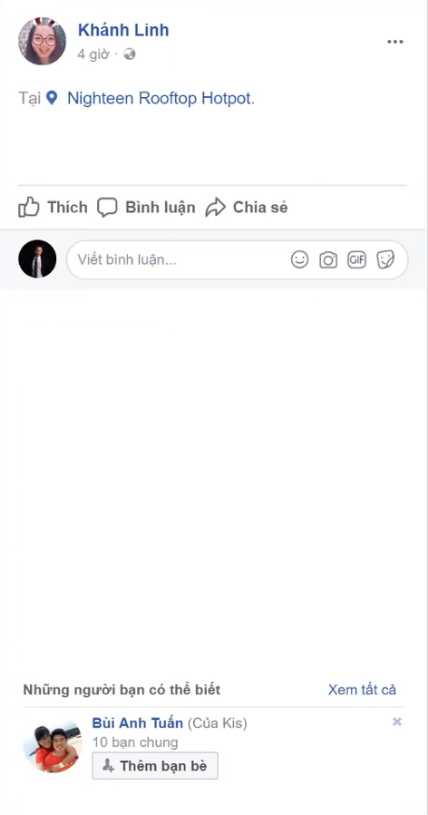 Khánh Linh
4 giờ ·
Tại Nighteen Rooftop Hotpot.
Thích Bình luận Chia sẻ
Viết bình luận... GIF
Những người bạn có thể biết Xem tất cả
Bùi Anh Tuấn (Của Kis)
10 bạn chung
Thêm bạn bè